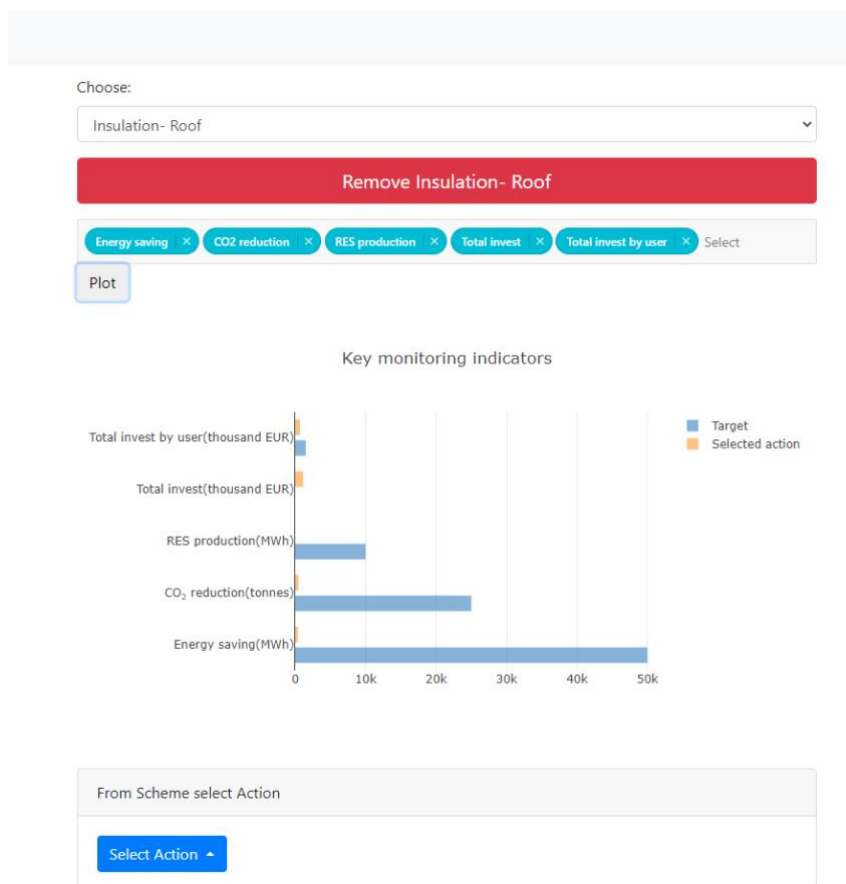 Choose:
Insulation- Roof
Remove Insulation- Roof
Energy saving × CO2 reduction × RES production × Total invest × Total invest by user × Select
Plot
Key monitoring indicators
Target
Selected action
Total invest by user(thousand EUR)
Total invest(thousand EUR)
RES production(MWh)
CO₂ reduction(tonnes)
Energy saving(MWh)
0 10k 20k 30k 40k 50k
From Scheme select Action
Select Action